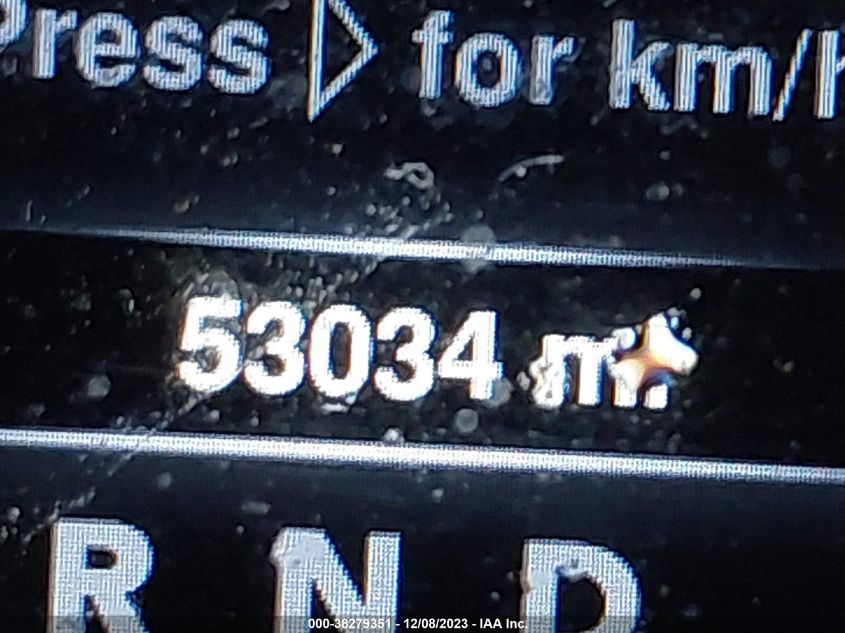 Press ▷ for km/h
53034 mi
R N D
000-38279351 - 12/08/2023 - IAA Inc.